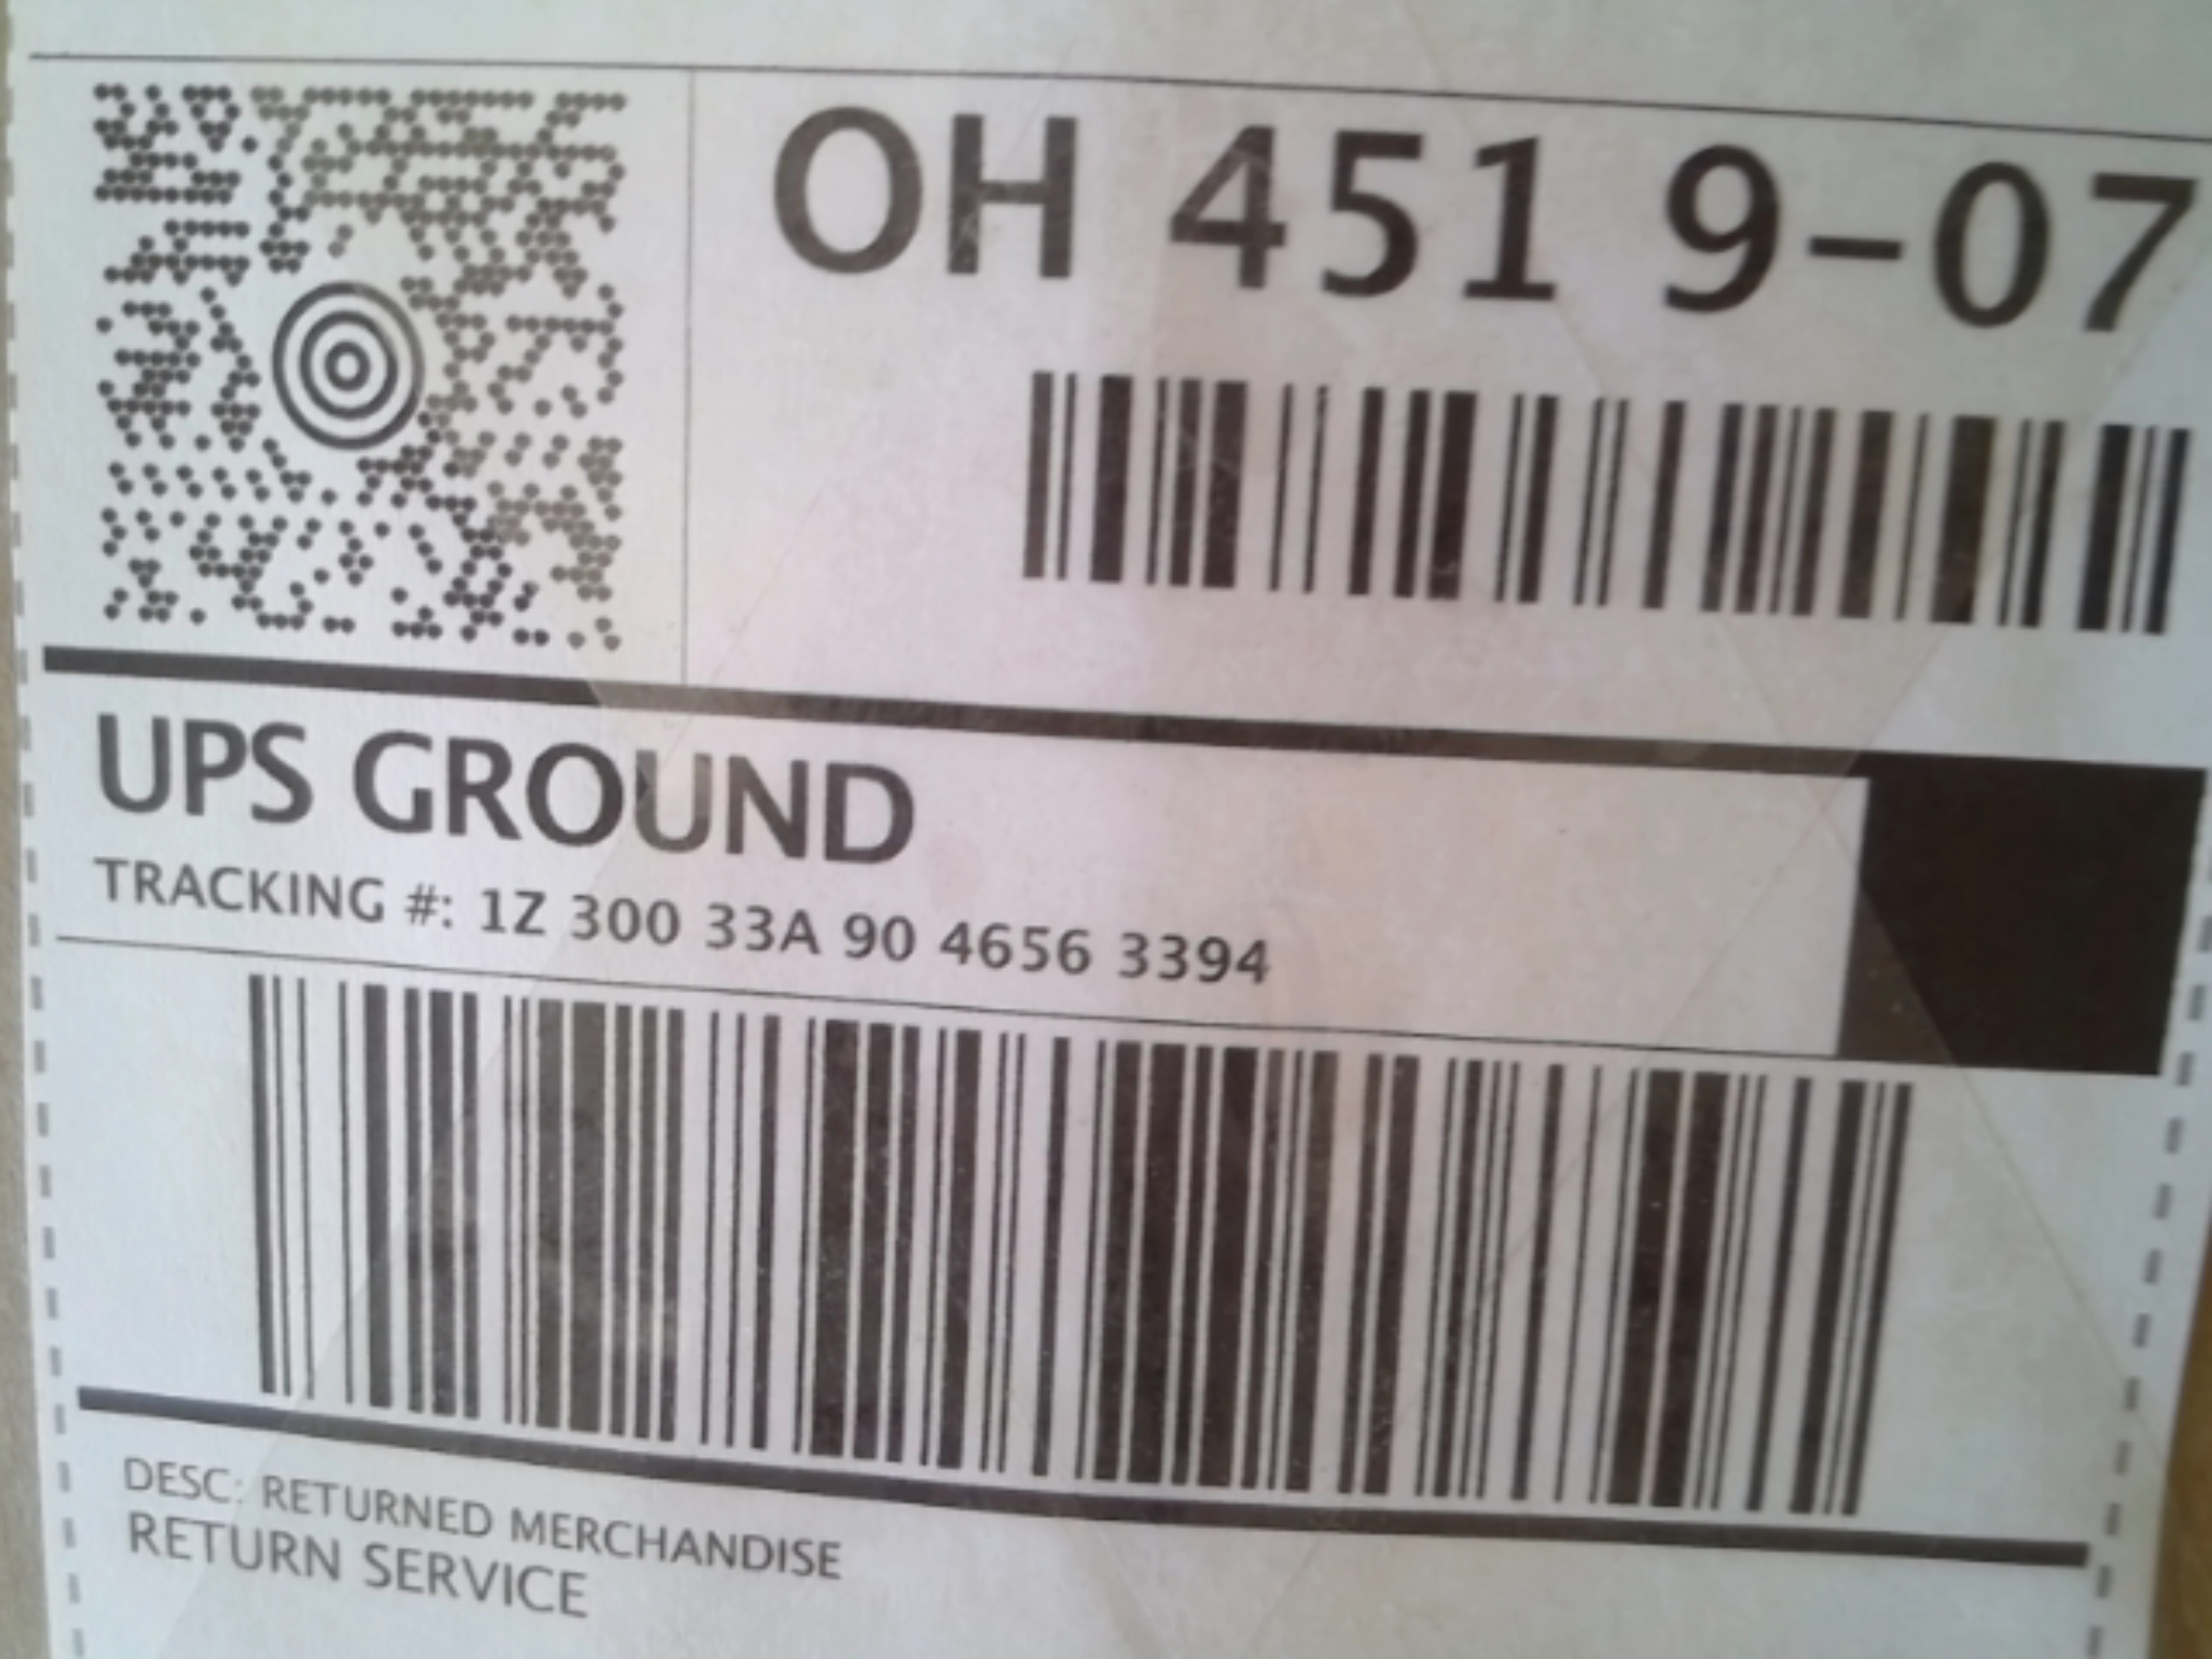 OH 451 9-07
UPS GROUND
TRACKING #: 1Z 300 33A 90 4656 3394
DESC: RETURNED MERCHANDISE
RETURN SERVICE